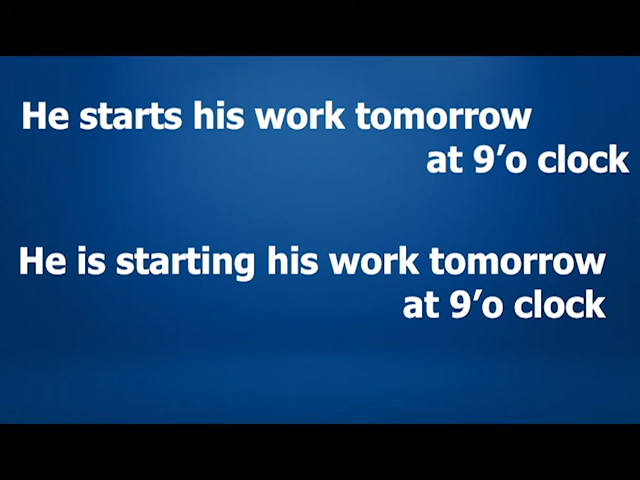 He starts his work tomorrow
at 9’o clock
He is starting his work tomorrow
at 9’o clock